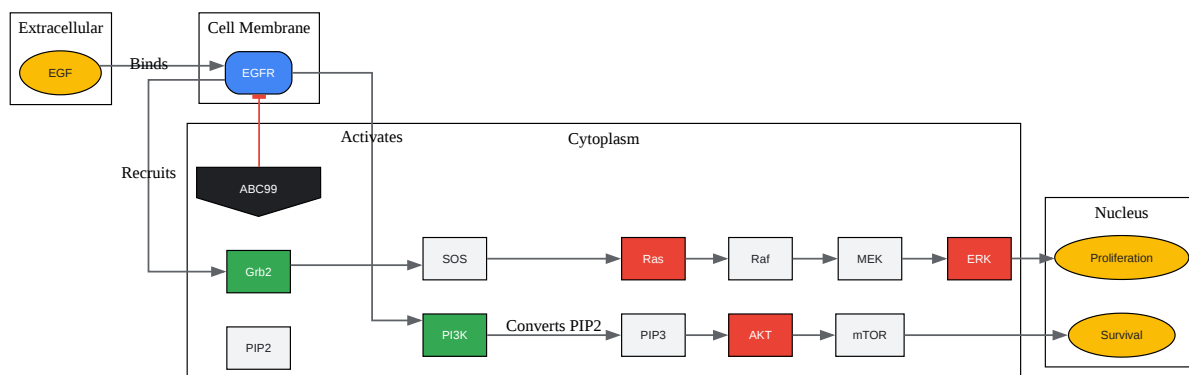 Extracellular
Cell Membrane
EGF
Binds
EGFR
Activates
Cytoplasm
Recruits
ABC99
Nucleus
Grb2
SOS
Ras
Raf
MEK
ERK
Proliferation
PIP2
PI3K
Converts PIP2
PIP3
AKT
mTOR
Survival